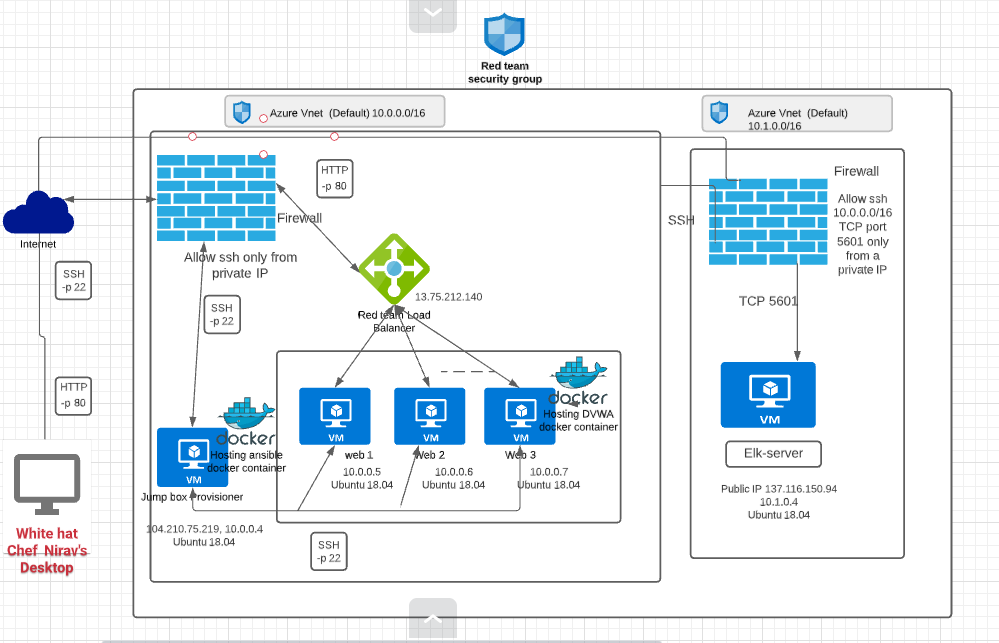 Red team
security group
Azure Vnet (Default) 10.0.0.0/16
Azure Vnet (Default)
10.1.0.0/16
HTTP
-p 80
Firewall
Firewall
Allow ssh
10.0.0.0/16
TCP port
5601 only
from a
private IP
SSH
Internet
Allow ssh only from
private IP
SSH
-p 22
SSH
-p 22
13.75.212.140
Red team Load
Balancer
TCP 5601
HTTP
-p 80
docker
Hosting ansible
docker container
docker
Hosting DVWA
docker container
VM
VM
VM
VM
VM
web 1
Web 2
Web 3
10.0.0.5
Ubuntu 18.04
10.0.0.6
Ubuntu 18.04
10.0.0.7
Ubuntu 18.04
Elk-server
Public IP 137.116.150.94
10.1.0.4
Ubuntu 18.04
Jump box Provisioner
104.210.75.219, 10.0.0.4
Ubuntu 18.04
SSH
-p 22
White hat
Chef Nirav's
Desktop